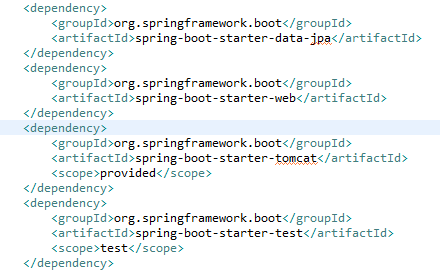 <dependency>
<groupId>org.springframework.boot</groupId>
<artifactId>spring-boot-starter-data-jpa</artifactId>
</dependency>
<dependency>
<groupId>org.springframework.boot</groupId>
<artifactId>spring-boot-starter-web</artifactId>
</dependency>
<dependency>
<groupId>org.springframework.boot</groupId>
<artifactId>spring-boot-starter-tomcat</artifactId>
<scope>provided</scope>
</dependency>
<dependency>
<groupId>org.springframework.boot</groupId>
<artifactId>spring-boot-starter-test</artifactId>
<scope>test</scope>
</dependency>